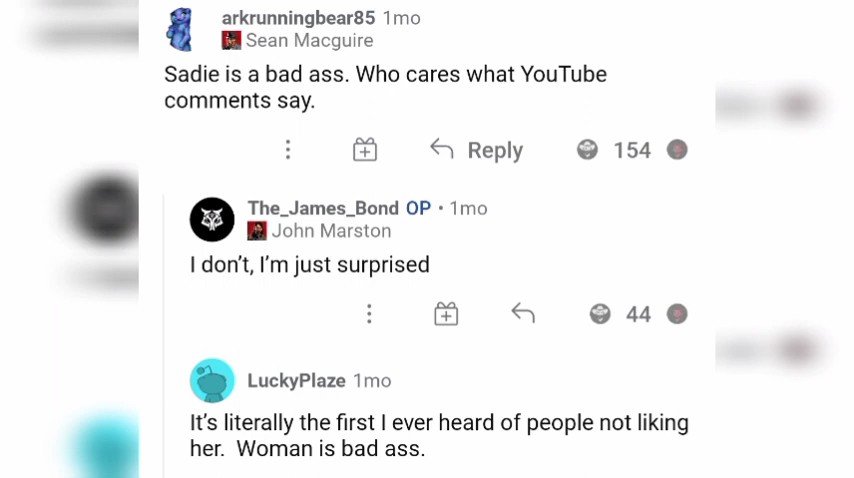 arkrunningbear85 1mo
Sean Macguire
Sadie is a bad ass. Who cares what YouTube
comments say.
Reply 154
The_James_Bond OP • 1mo
John Marston
I don't, I'm just surprised
44
LuckyPlaze 1mo
It's literally the first I ever heard of people not liking
her.  Woman is bad ass.